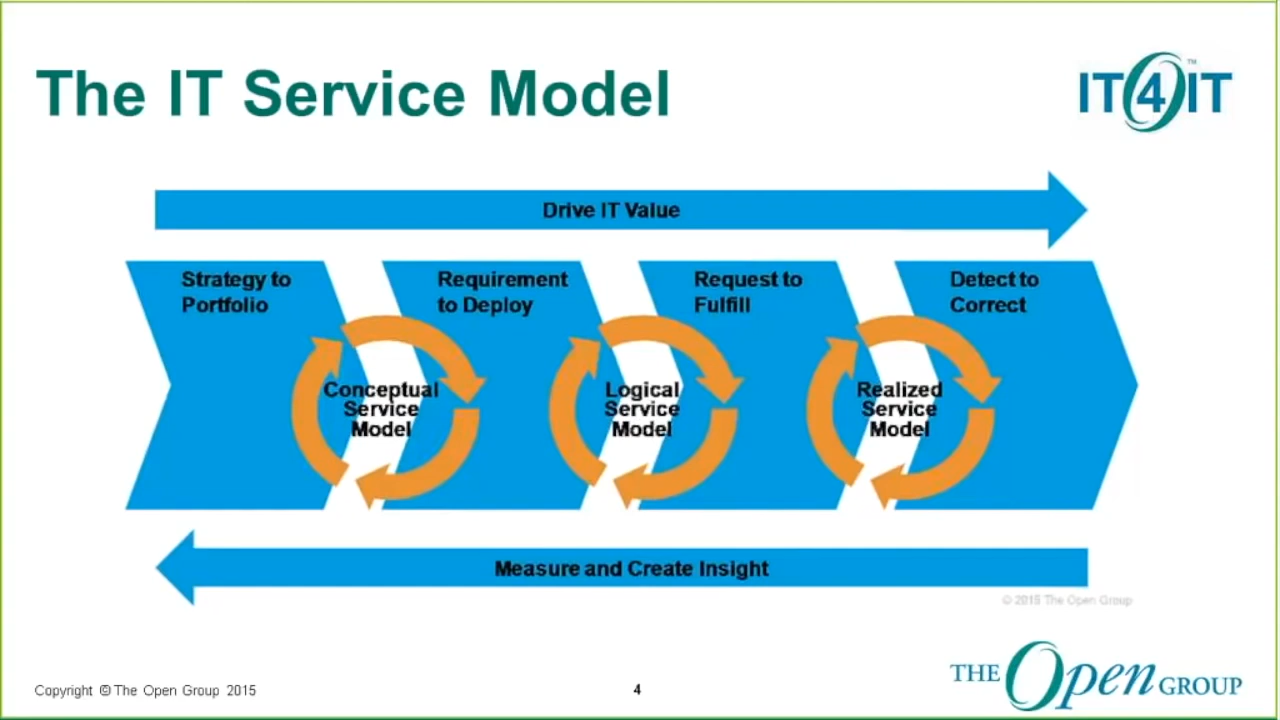 The IT Service Model
IT4IT™
Drive IT Value
Strategy to
Portfolio
Requirement
to Deploy
Request to
Fulfill
Detect to
Correct
Conceptual
Service
Model
Logical
Service
Model
Realized
Service
Model
Measure and Create Insight
© 2015 The Open Group
Copyright © The Open Group 2015
4
THE Open GROUP